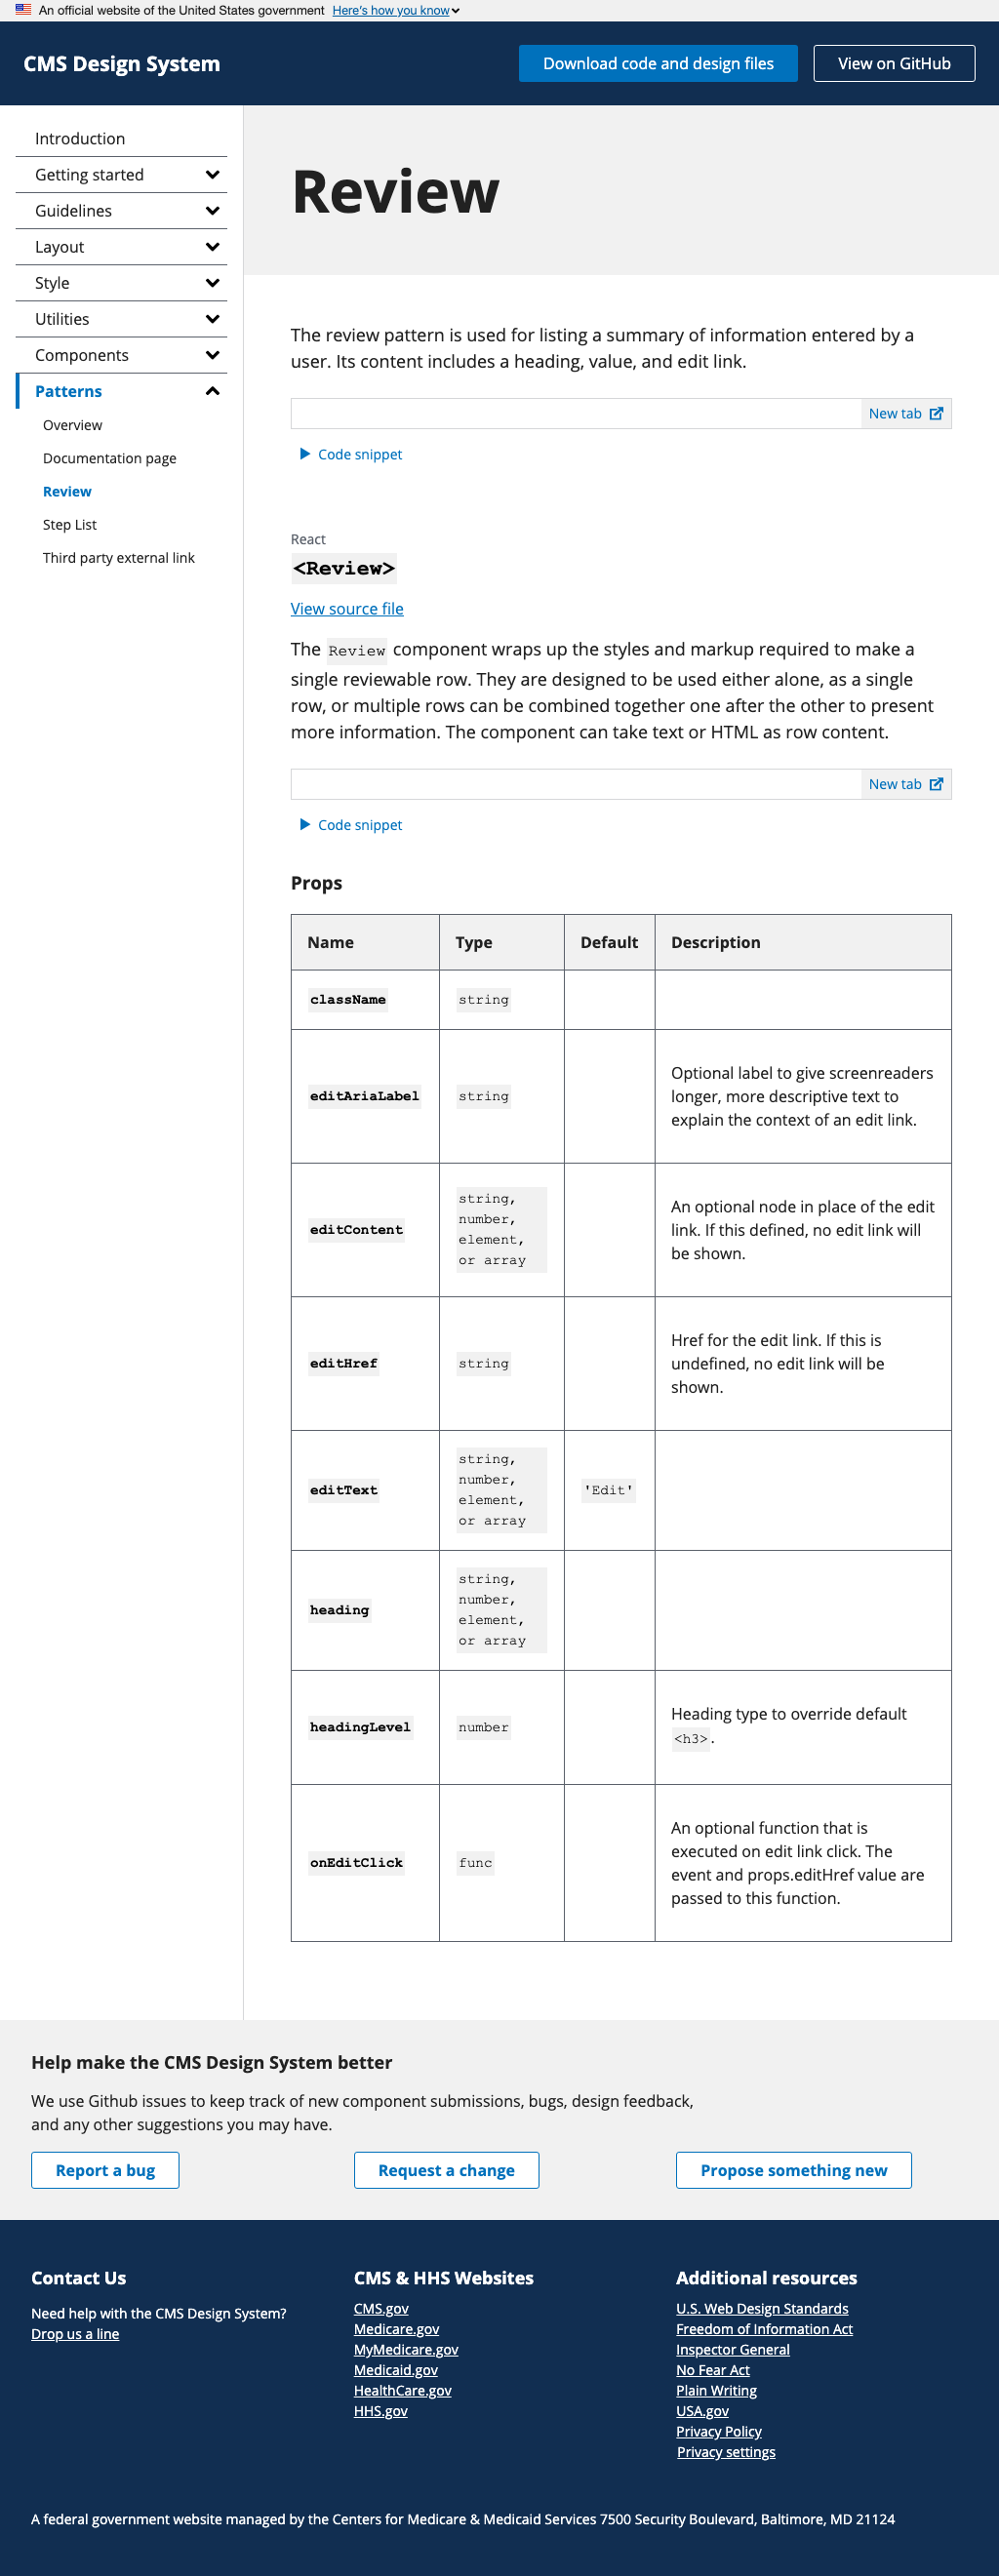 An official website of the United States government Here's how you know
CMS Design System
Download code and design files
View on GitHub
Introduction
Getting started
Guidelines
Layout
Style
Utilities
Components
Patterns
Overview
Documentation page
Review
Step List
Third party external link
Review
The review pattern is used for listing a summary of information entered by a
user. Its content includes a heading, value, and edit link.
New tab
Code snippet
React
<Review>
View source file
The Review component wraps up the styles and markup required to make a
single reviewable row. They are designed to be used either alone, as a single
row, or multiple rows can be combined together one after the other to present
more information. The component can take text or HTML as row content.
New tab
Code snippet
Props
Name Type Default Description
className string
editAriaLabel string
Optional label to give screenreaders
longer, more descriptive text to
explain the context of an edit link.
editContent
string,
number,
element,
or array
An optional node in place of the edit
link. If this defined, no edit link will
be shown.
editHref string
Href for the edit link. If this is
undefined, no edit link will be
shown.
editText
string,
number,
element,
or array
'Edit'
heading
string,
number,
element,
or array
headingLevel number
Heading type to override default
<h3>.
onEditClick func
An optional function that is
executed on edit link click. The
event and props.editHref value are
passed to this function.
Help make the CMS Design System better
We use Github issues to keep track of new component submissions, bugs, design feedback,
and any other suggestions you may have.
Report a bug
Request a change
Propose something new
Contact Us
Need help with the CMS Design System?
Drop us a line
CMS & HHS Websites
CMS.gov
Medicare.gov
MyMedicare.gov
Medicaid.gov
HealthCare.gov
HHS.gov
Additional resources
U.S. Web Design Standards
Freedom of Information Act
Inspector General
No Fear Act
Plain Writing
USA.gov
Privacy Policy
Privacy settings
A federal government website managed by the Centers for Medicare & Medicaid Services 7500 Security Boulevard, Baltimore, MD 21124